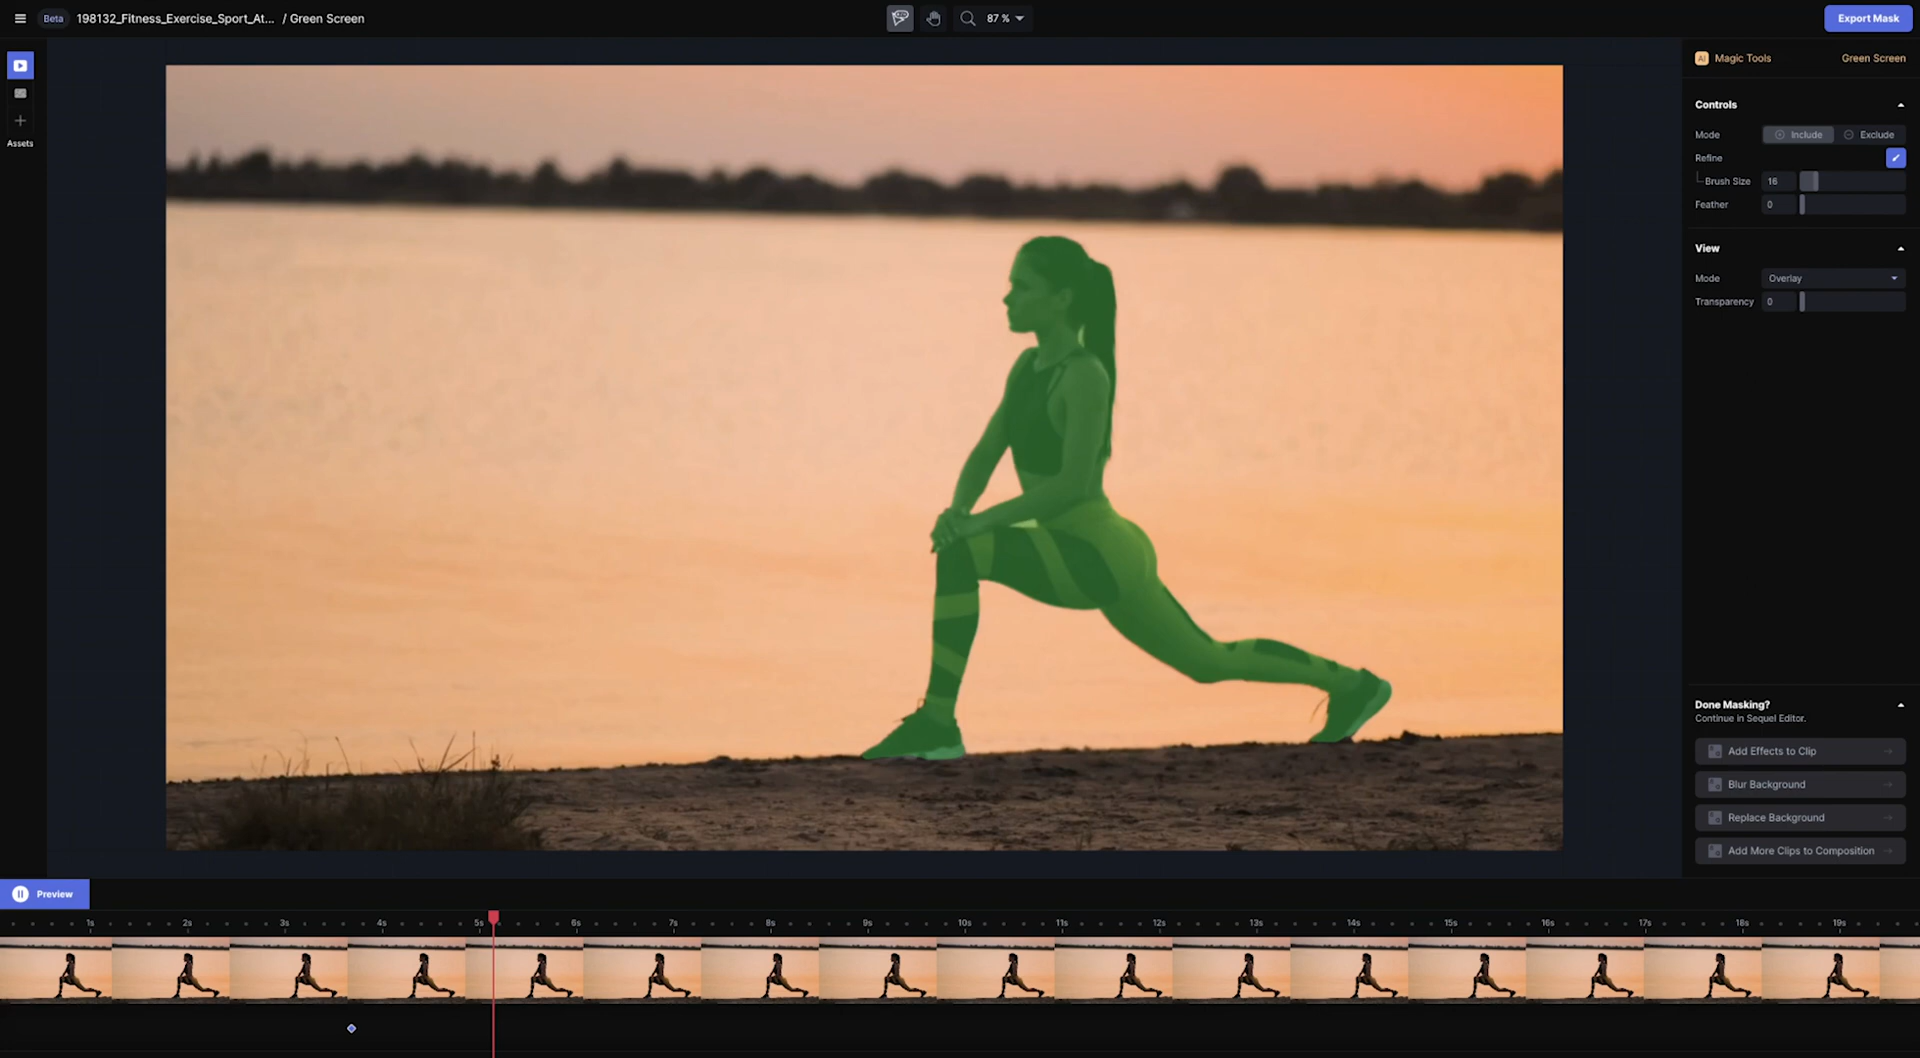 Beta 198132_Fitness_Exercise_Sport_At... / Green Screen
87 %
Export Mask
Assets
AI Magic Tools Green Screen
Controls
Mode Include Exclude
Refine
Brush Size 16
Feather 0
View
Mode Overlay
Transparency 0
Done Masking?
Continue in Sequel Editor.
Add Effects to Clip
Blur Background
Replace Background
Add More Clips to Composition
Preview
1s 2s 3s 4s 5s 6s 7s 8s 9s 10s 11s 12s 13s 14s 15s 16s 17s 18s 19s